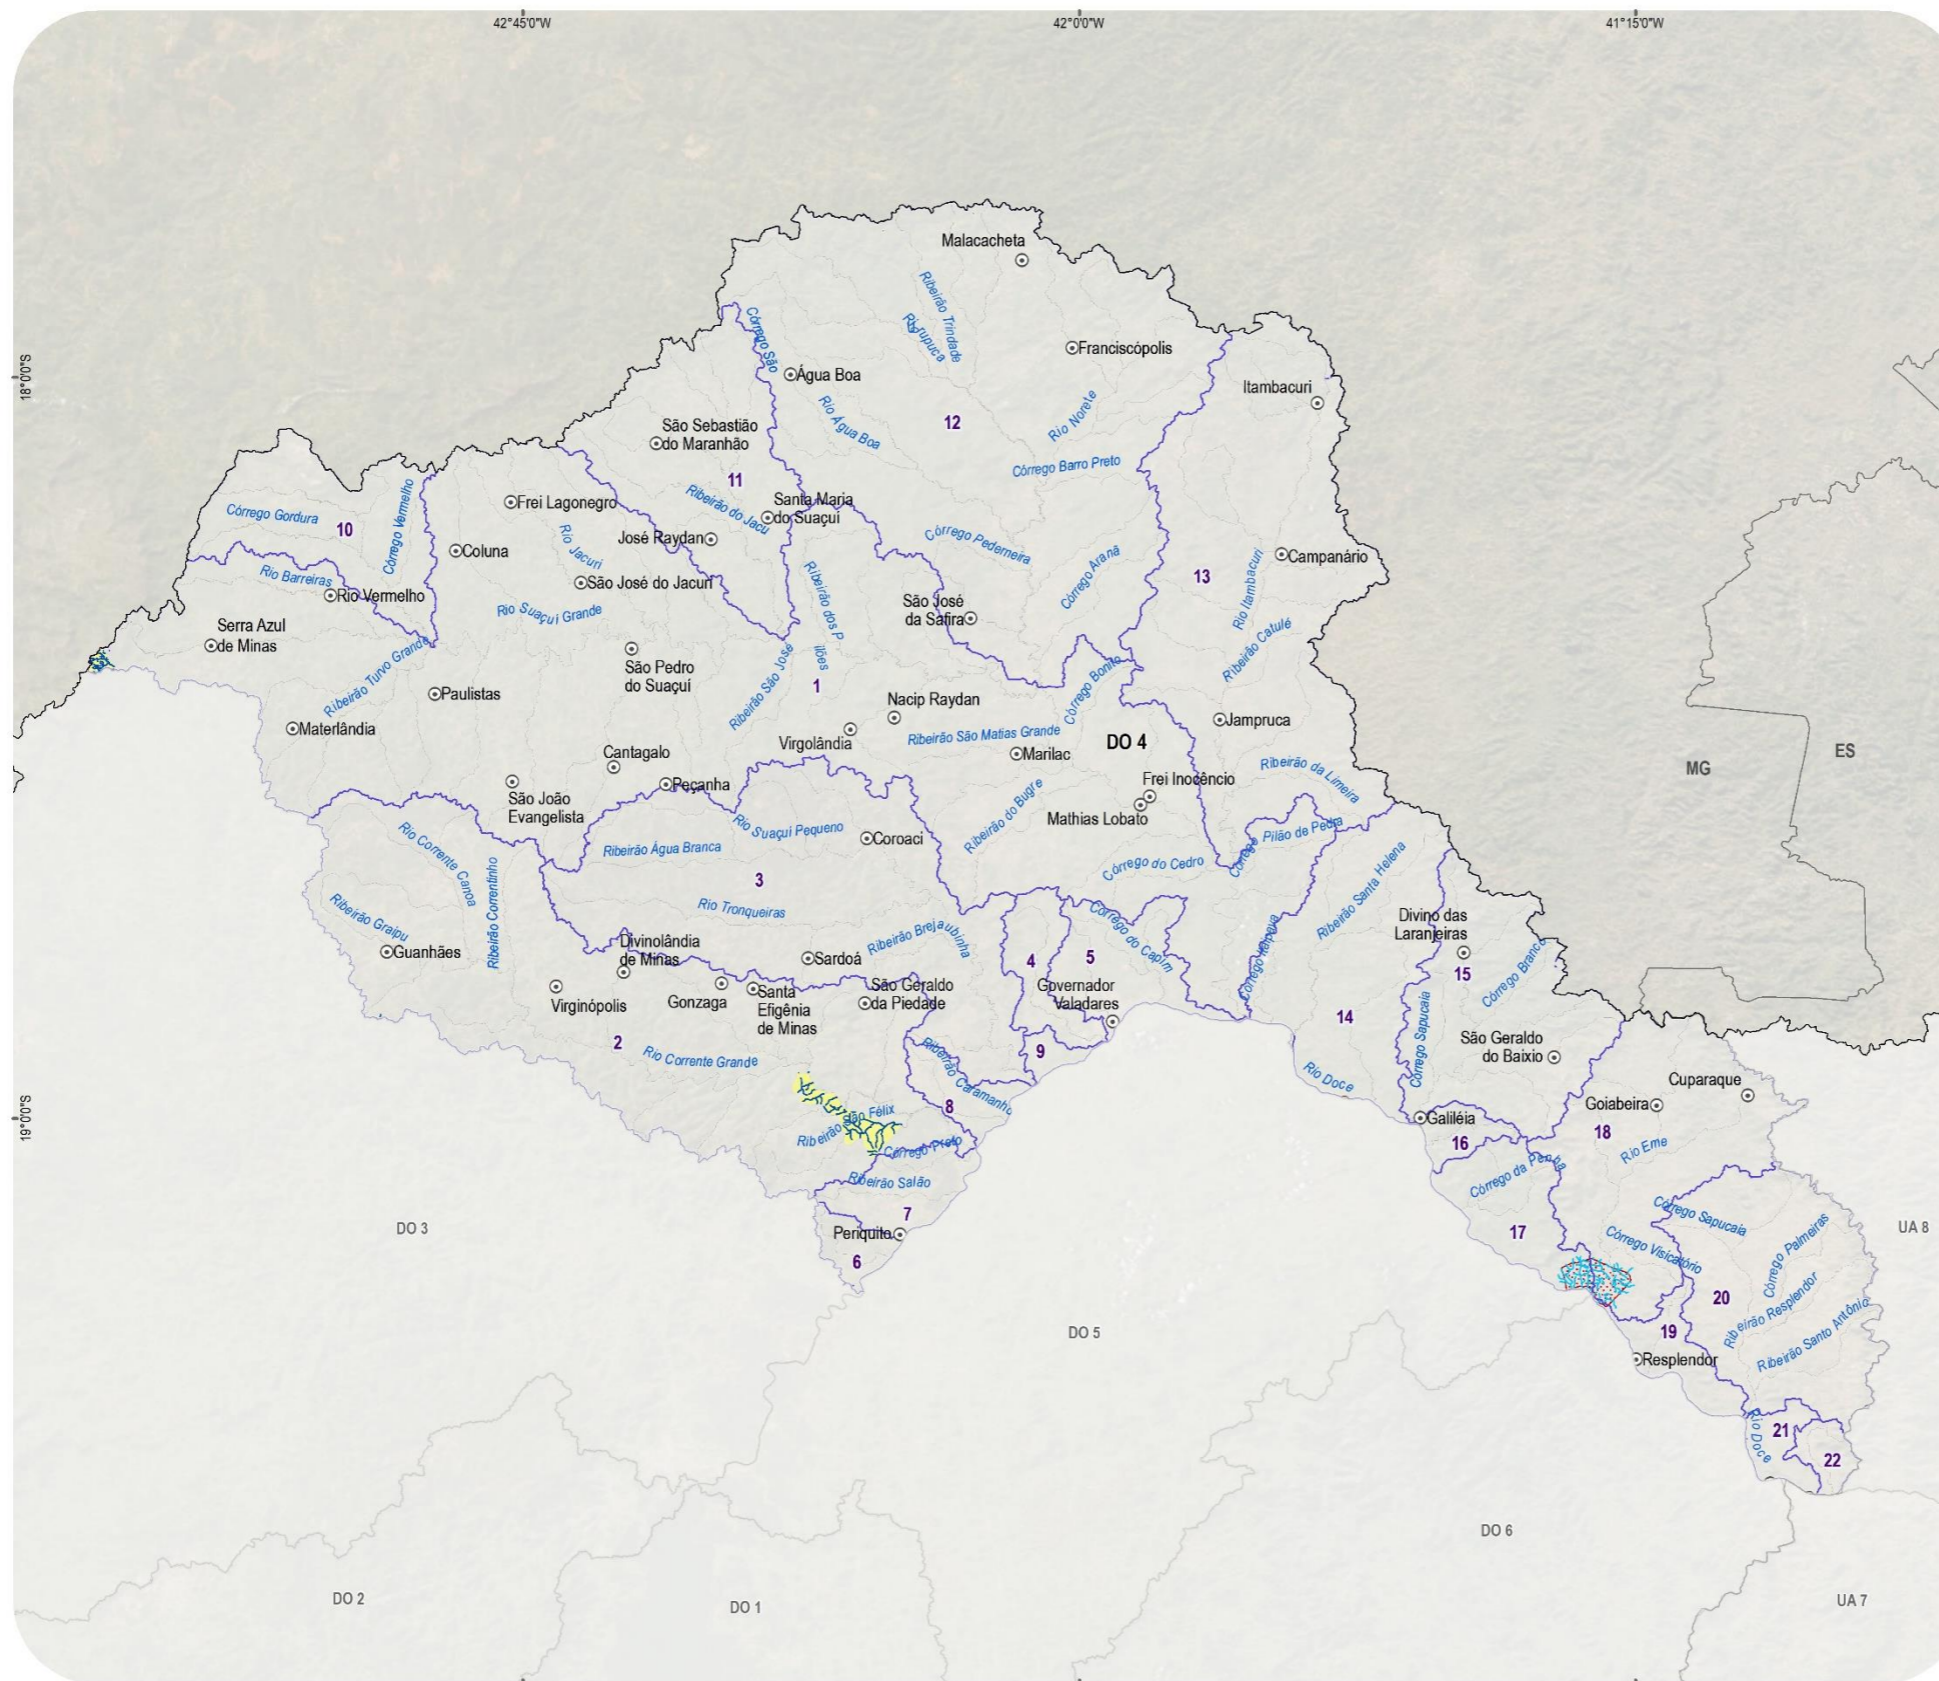 42°45'0"W
42°0'0"W
41°15'0"W
18°0'0"S
19°0'0"S
Malacacheta
Ribeirão Trindade
Rio
Tupuca
Córrego São
Franciscópolis
Água Boa
Itambacuri
Rio Água Boa
12
Rio Norete
São Sebastião
do Maranhão
Córrego Barro Preto
11
Ribeirão do Jacu
Santa Maria
do Suaçuí
Frei Lagonegro
Córrego Gordura
10
Córrego Vermelho
Rio Jacuri
José Raydan
Córrego Pederneira
Coluna
Campanário
Rio Barreiras
São José do Jacuri
Ribeirão dos P
ilões
Córrego Aranã
13
Rio Itambacuri
Rio Vermelho
Rio Suaçuí Grande
São José
da Safira
Serra Azul
de Minas
Ribeirão Catulé
Ribeirão Turvo Grande
São Pedro
do Suaçuí
Ribeirão São José
1
Córrego Bonito
Paulistas
Nacip Raydan
Materlândia
Virgolândia
Ribeirão São Matias Grande
Jampruca
DO 4
Marilac
Cantagalo
Peçanha
Ribeirão da Limeira
Frei Inocêncio
MG
ES
São João
Evangelista
Ribeirão do Bugre
Mathias Lobato
Rio Suaçuí Pequeno
Coroaci
Córrego
Pilão de Pedra
Rio Corrente Canoa
Ribeirão Água Branca
Córrego do Cedro
Ribeirão Correntinho
3
Ribeirão Santa Helena
Rio Tronqueiras
Ribeirão Graipu
Córrego do Capim
Divino das
Laranjeiras
Guanhães
Divinolândia
de Minas
Ribeirão Brejaubinha
Sardoá
4
5
Córrego Branco
15
Virginópolis
Gonzaga
Santa
Efigênia
de Minas
São Geraldo
da Piedade
Governador
Valadares
14
Córrego Sapucaia
São Geraldo
do Baixio
2
Rio Corrente Grande
9
Ribeirão Caramanho
Rio Doce
Cuparaque
Goiabeira
8
Galiléia
Ribeirão São Félix
Córrego Preto
16
18
Rio Eme
Ribeirão Salão
Córrego da Penha
7
Periquito
6
17
Córrego Sapucaia
Córrego Visicatório
Córrego Palmeiras
UA 8
DO 3
20
Ribeirão Resplendor
19
Ribeirão Santo Antônio
DO 5
Resplendor
Rio Doce
21
22
DO 6
DO 2
DO 1
UA 7